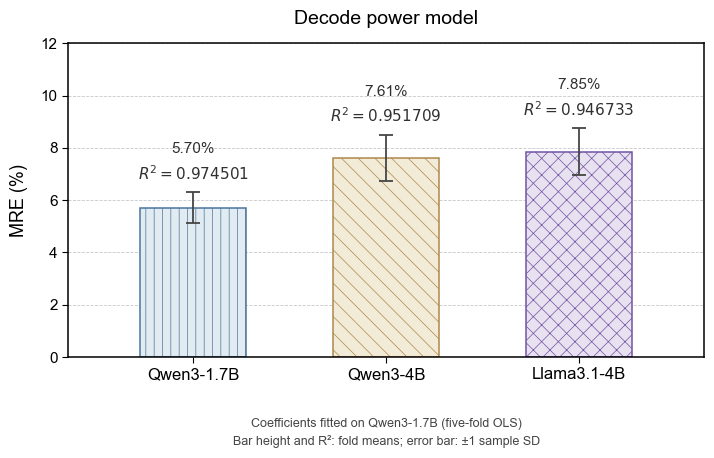 Decode power model
MRE (%)
12
10
8
6
4
2
0
5.70%
R² = 0.974501
7.61%
R² = 0.951709
7.85%
R² = 0.946733
Qwen3-1.7B
Qwen3-4B
Llama3.1-4B
Coefficients fitted on Qwen3-1.7B (five-fold OLS)
Bar height and R²: fold means; error bar: ±1 sample SD